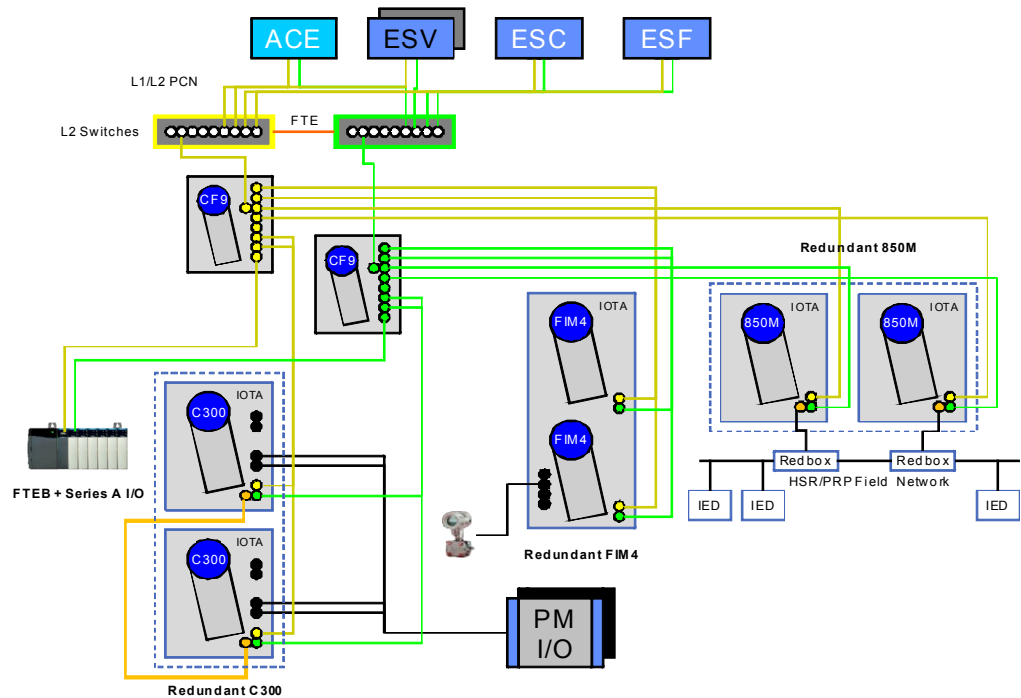 ACE
ESV
ESC
ESF
L1/L2 PCN
L2 Switches
FTE
CF9
CF9
Redundant 850M
IOTA
FIM4
IOTA
850M
IOTA
850M
IOTA
C300
FIM4
Redbox
Redbox
HSR/PRP Field Network
FTEB + Series A I/O
IED
IED
IED
IOTA
C300
Redundant FIM4
PM
I/O
Redundant C300